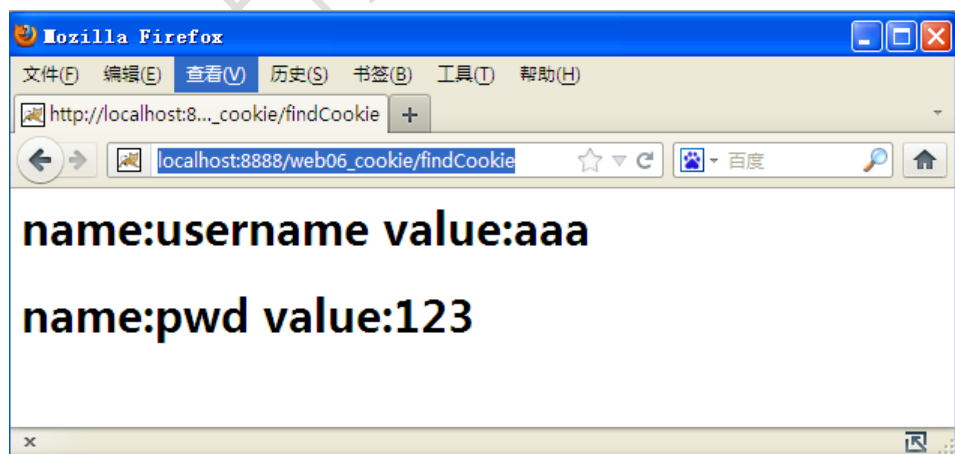 Mozilla Firefox
文件(F) 编辑(E) 查看(V) 历史(S) 书签(B) 工具(T) 帮助(H)
http://localhost:8..._cookie/findCookie +
localhost:8888/web06_cookie/findCookie 百度
name:username value:aaa
name:pwd value:123
x